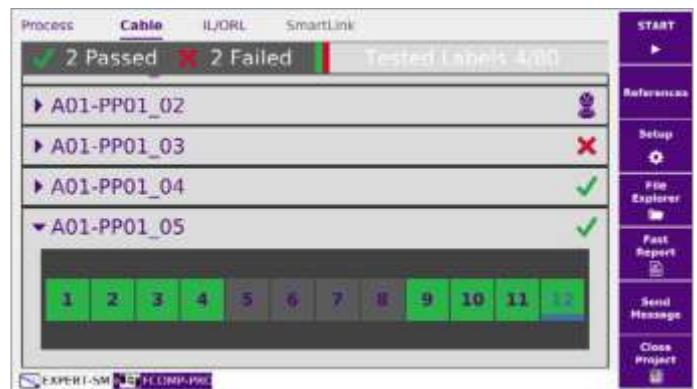 Process Cable IL/ORL SmartLink
2 Passed 2 Failed Tested Labels 4/80
A01-PP01_02
A01-PP01_03
A01-PP01_04
A01-PP01_05
1 2 3 4 5 6 7 8 9 10 11 12
EXPERT-SM FCOMP-PRO
START
References
Setup
File
Explorer
Fast
Report
Send
Message
Close
Project